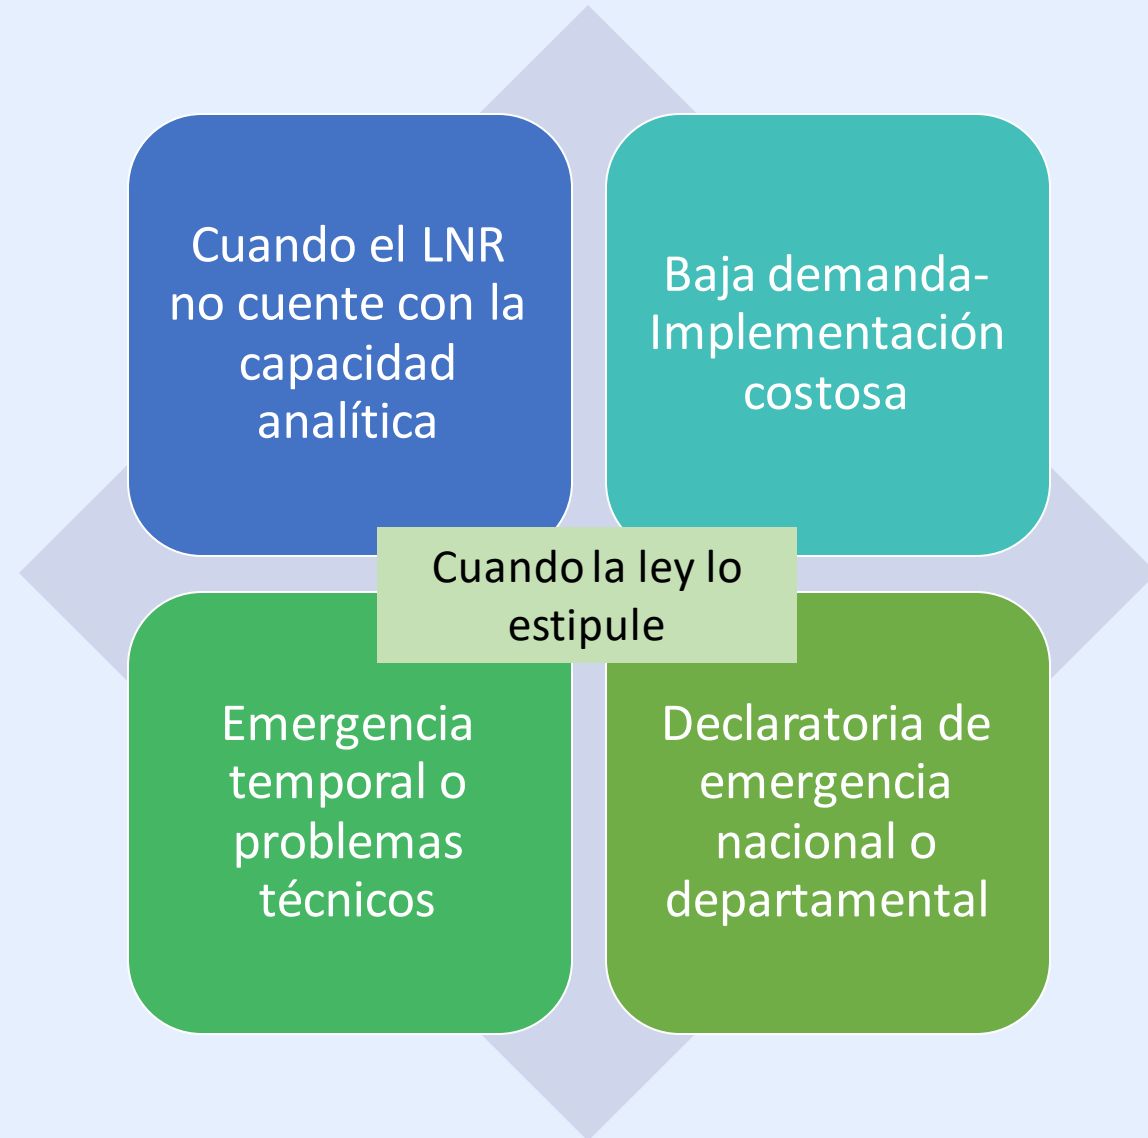 Cuando el LNR
no cuente con la
capacidad
analítica
Baja demanda-
Implementación
costosa
Cuando la ley lo
estipule
Emergencia
temporal o
problemas
técnicos
Declaratoria de
emergencia
nacional o
departamental